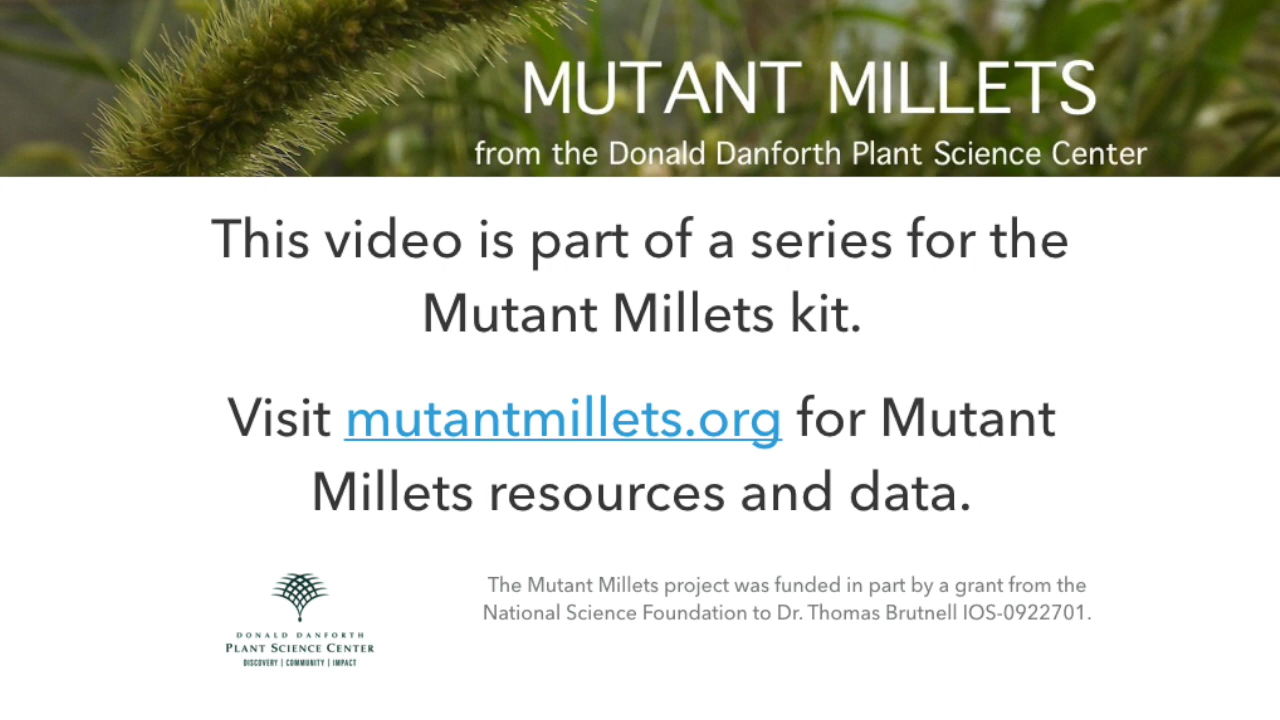 MUTANT MILLETS
from the Donald Danforth Plant Science Center
This video is part of a series for the
Mutant Millets kit.
Visit mutantmillets.org for Mutant
Millets resources and data.
The Mutant Millets project was funded in part by a grant from the
National Science Foundation to Dr. Thomas Brutnell IOS-0922701.
DONALD DANFORTH
PLANT SCIENCE CENTER
DISCOVERY | COMMUNITY | IMPACT